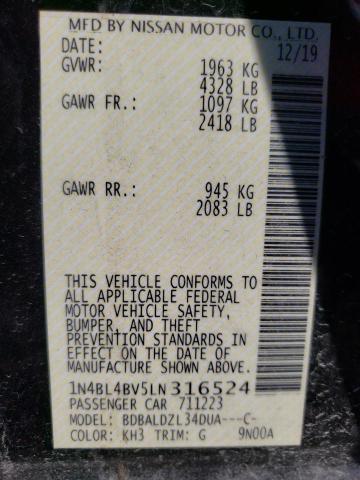 MFD BY NISSAN MOTOR CO., LTD.
DATE: 12/19
GVWR: 1963 KG
4328 LB
GAWR FR.: 1097 KG
2418 LB
GAWR RR.: 945 KG
2083 LB
THIS VEHICLE CONFORMS TO
ALL APPLICABLE FEDERAL
MOTOR VEHICLE SAFETY,
BUMPER, AND THEFT
PREVENTION STANDARDS IN
EFFECT ON THE DATE OF
MANUFACTURE SHOWN ABOVE.
1N4BL4BV5LN316524
PASSENGER CAR 711223
MODEL: BDBALDZL34DUA---C-
COLOR: KH3 TRIM: G 9N00A